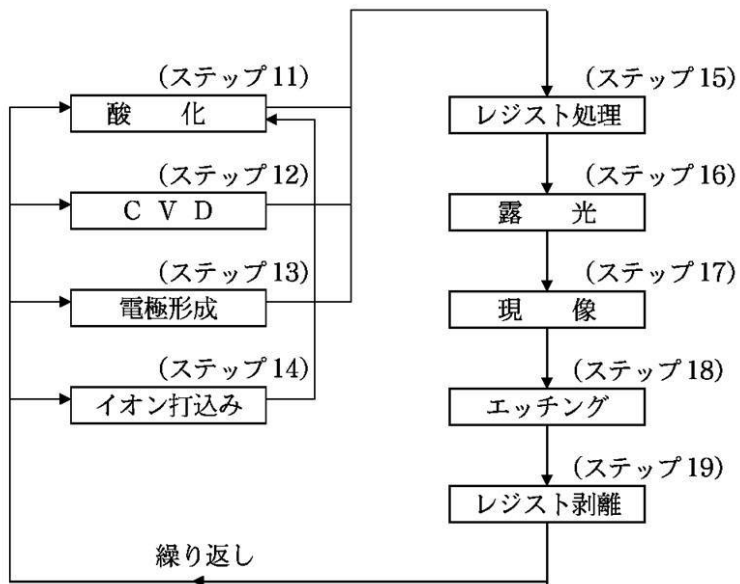 (ステップ11)
酸　化
(ステップ12)
C V D
(ステップ13)
電極形成
(ステップ14)
イオン打込み
(ステップ15)
レジスト処理
(ステップ16)
露　光
(ステップ17)
現　像
(ステップ18)
エッチング
(ステップ19)
レジスト剥離
繰り返し